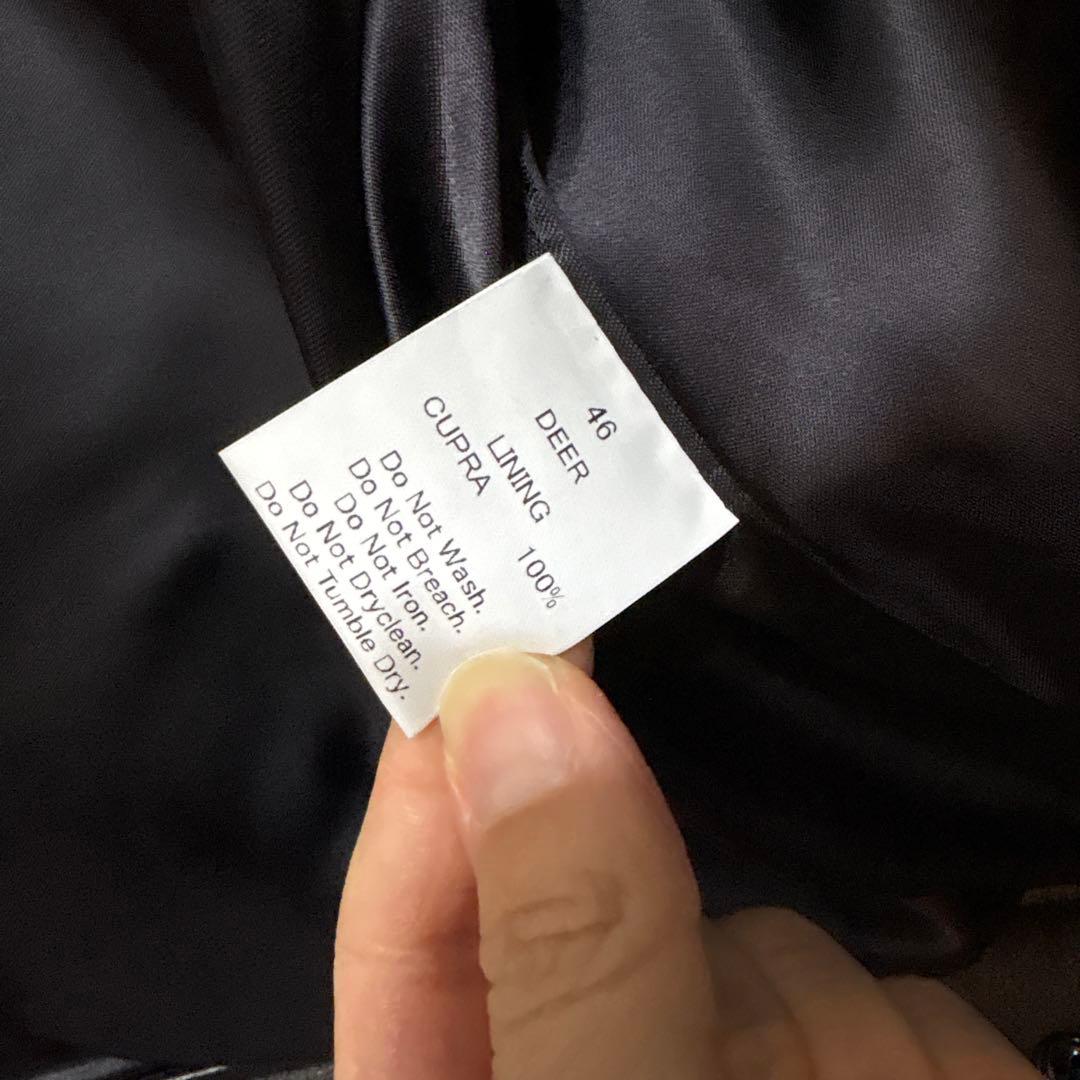 46
DEER
LINING
CUPRA 100%
Do Not Wash.
Do Not Breach.
Do Not Iron.
Do Not Dryclean.
Do Not Tumble Dry.